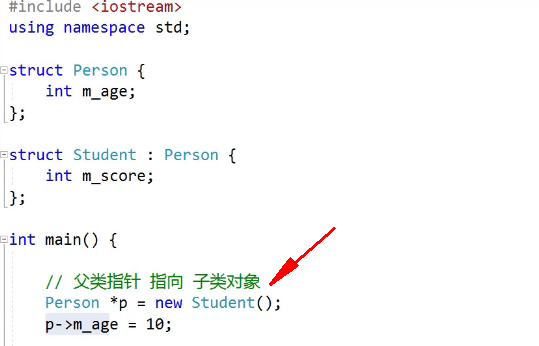 #include <iostream>
using namespace std;
struct Person {
    int m_age;
};
struct Student : Person {
    int m_score;
};
int main() {
    // 父类指针 指向 子类对象
    Person *p = new Student();
    p->m_age = 10;